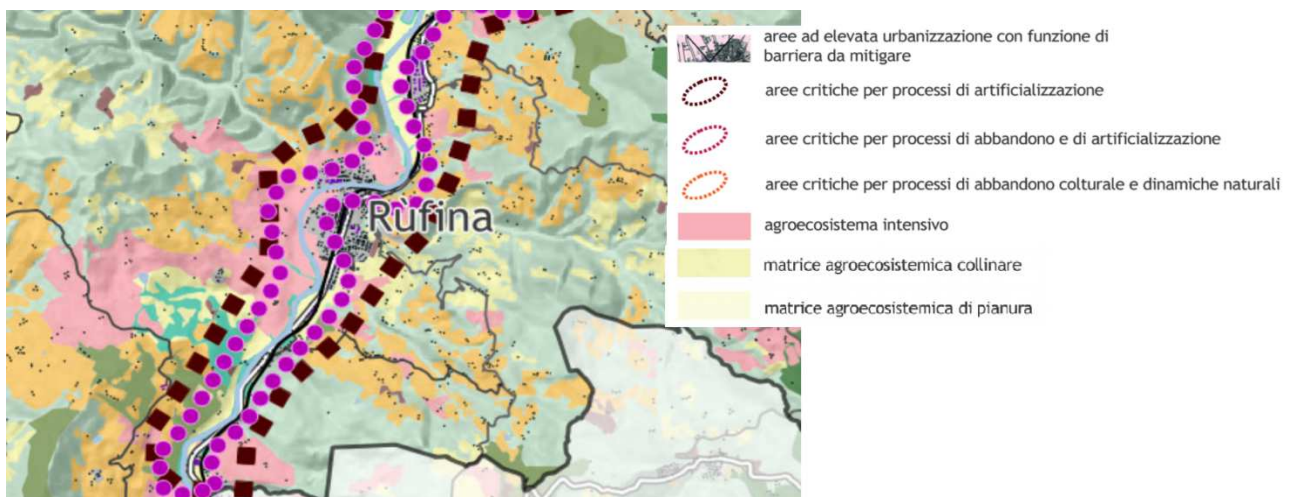 aree ad elevata urbanizzazione con funzione di
barriera da mitigare
aree critiche per processi di artificializzazione
aree critiche per processi di abbandono e di artificializzazione
aree critiche per processi di abbandono colturale e dinamiche naturali
agroecosistema intensivo
matrice agroecosistemica collinare
matrice agroecosistemica di pianura
Rùfina